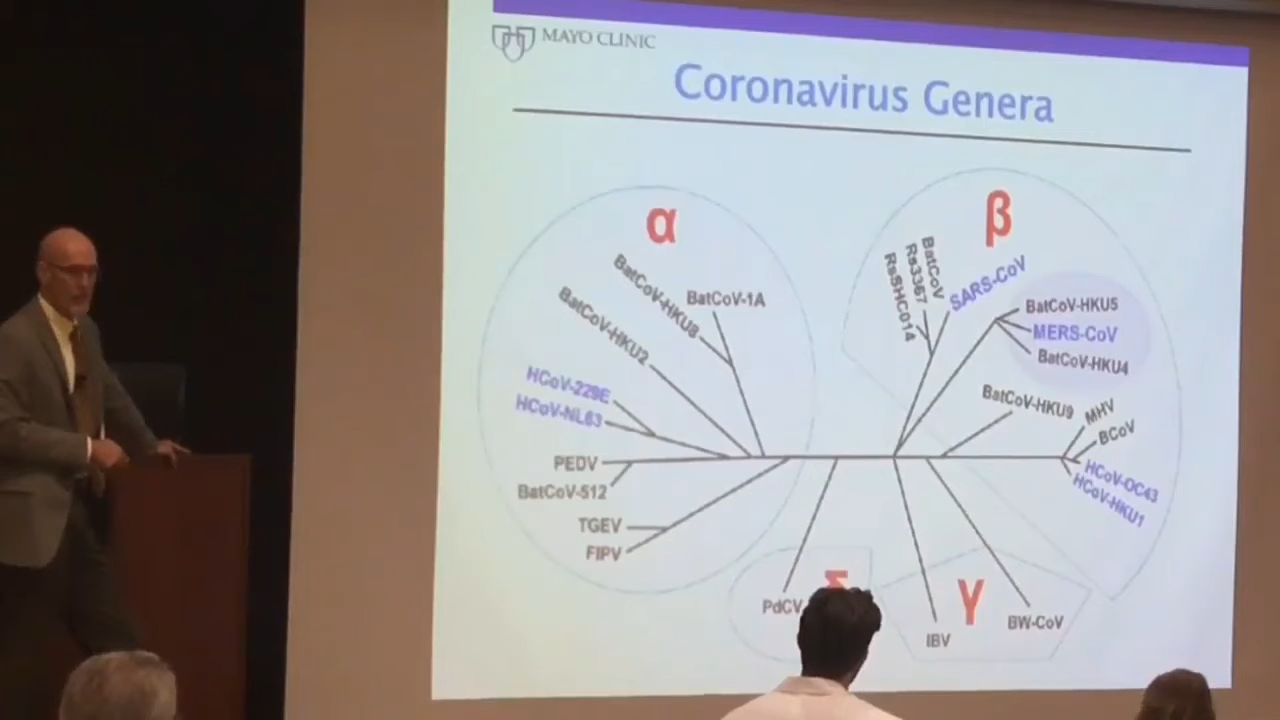 MAYO CLINIC
Coronavirus Genera
α
β
BatCoV
Rs3367
RsSHC014
SARS-CoV
BatCoV-HKU5
MERS-CoV
BatCoV-HKU4
BatCoV-HKU9
MHV
BCoV
HCoV-OC43
HCoV-HKU1
BatCoV-1A
BatCoV-HKU8
BatCoV-HKU2
HCoV-229E
HCoV-NL63
PEDV
BatCoV-512
TGEV
FIPV
PdCV
γ
IBV
BW-CoV